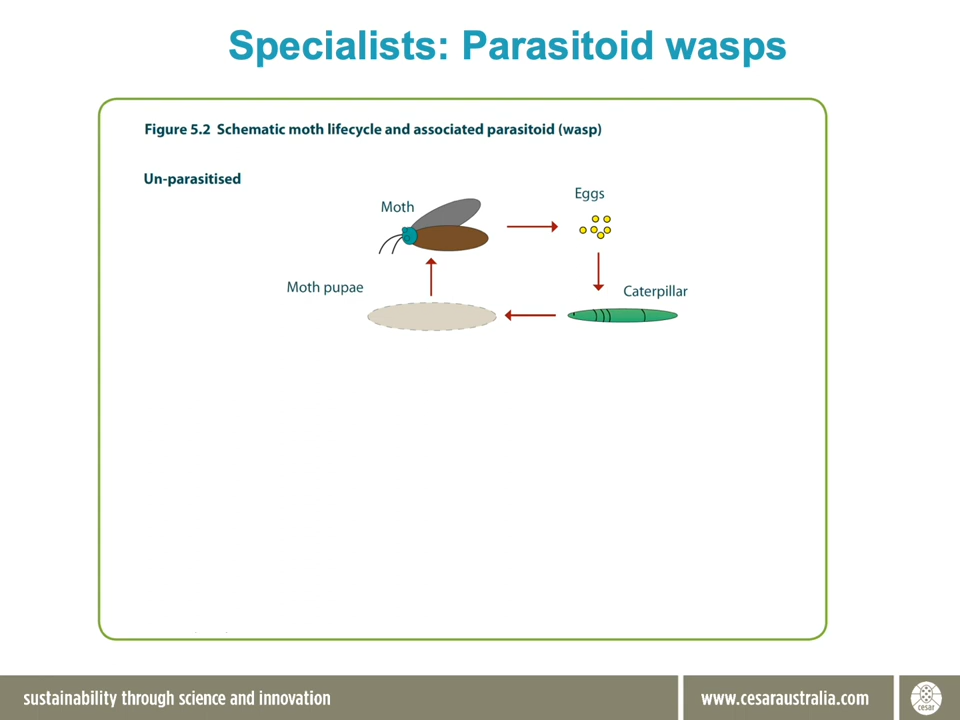 Specialists: Parasitoid wasps
Figure 5.2 Schematic moth lifecycle and associated parasitoid (wasp)
Un-parasitised
Eggs
Moth
Moth pupae
Caterpillar
sustainability through science and innovation
www.cesaraustralia.com
cesar